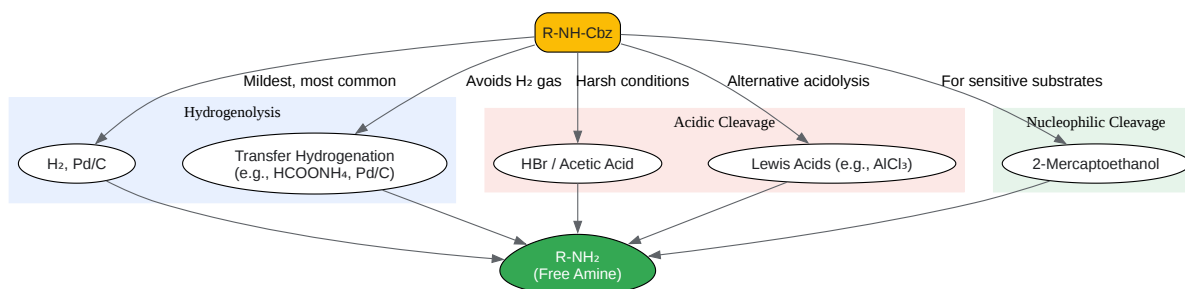 R-NH-Cbz
Mildest, most common
Avoids H₂ gas
Harsh conditions
Alternative acidolysis
For sensitive substrates
Hydrogenolysis
Acidic Cleavage
Nucleophilic Cleavage
H₂, Pd/C
Transfer Hydrogenation
(e.g., HCOONH₄, Pd/C)
HBr / Acetic Acid
Lewis Acids (e.g., AlCl₃)
2-Mercaptoethanol
R-NH₂
(Free Amine)